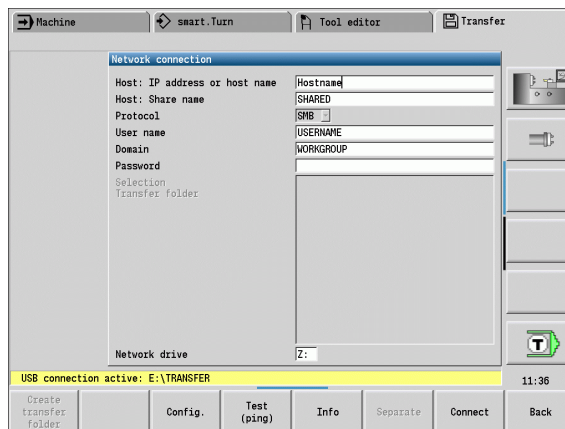 Machine
smart.Turn
Tool editor
Transfer
Network connection
Host: IP address or host name
Hostname
Host: Share name
SHARED
Protocol
SMB
User name
USERNAME
Domain
WORKGROUP
Password
Selection
Transfer folder
Network drive
Z:
T
USB connection active: E:\TRANSFER
11:36
Create
transfer
folder
Config.
Test
(ping)
Info
Separate
Connect
Back